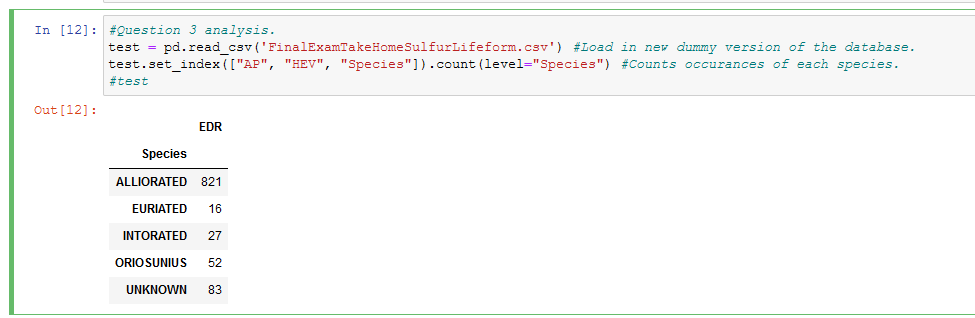 In [12]: #Question 3 analysis.
test = pd.read_csv('FinalExamTakeHomeSulfurLifeform.csv') #Load in new dummy version of the database.
test.set_index(["AP", "HEV", "Species"]).count(level="Species") #Counts occurances of each species.
#test
Out[12]:
EDR
Species
ALLIORATED 821
EURIATED 16
INTORATED 27
ORIOSUNIUS 52
UNKNOWN 83